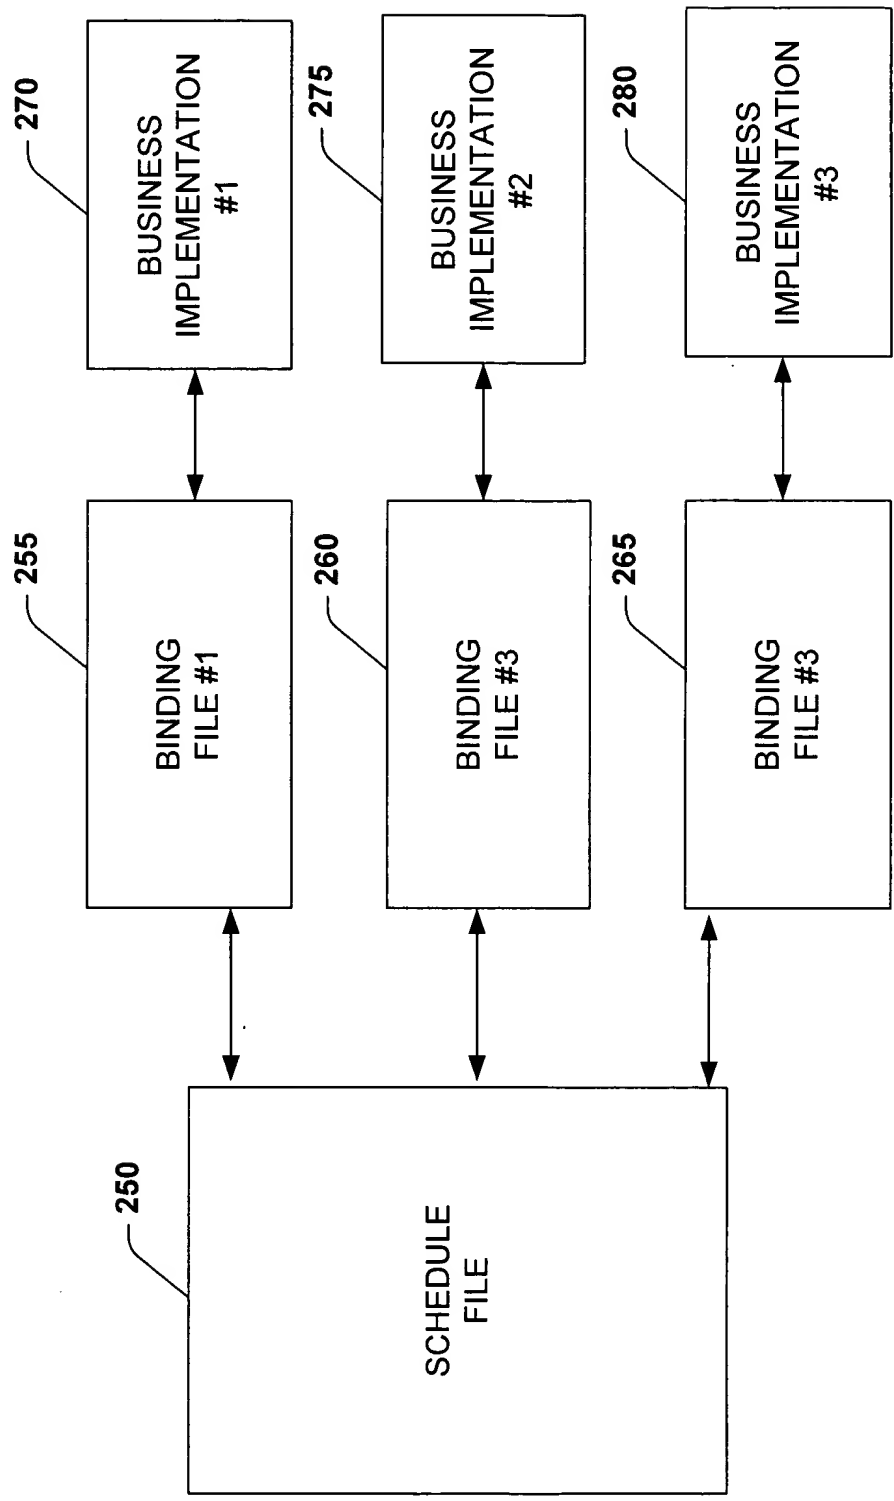 250
SCHEDULE
FILE
255
BINDING
FILE #1
270
BUSINESS
IMPLEMENTATION
#1
260
BINDING
FILE #3
275
BUSINESS
IMPLEMENTATION
#2
265
BINDING
FILE #3
280
BUSINESS
IMPLEMENTATION
#3